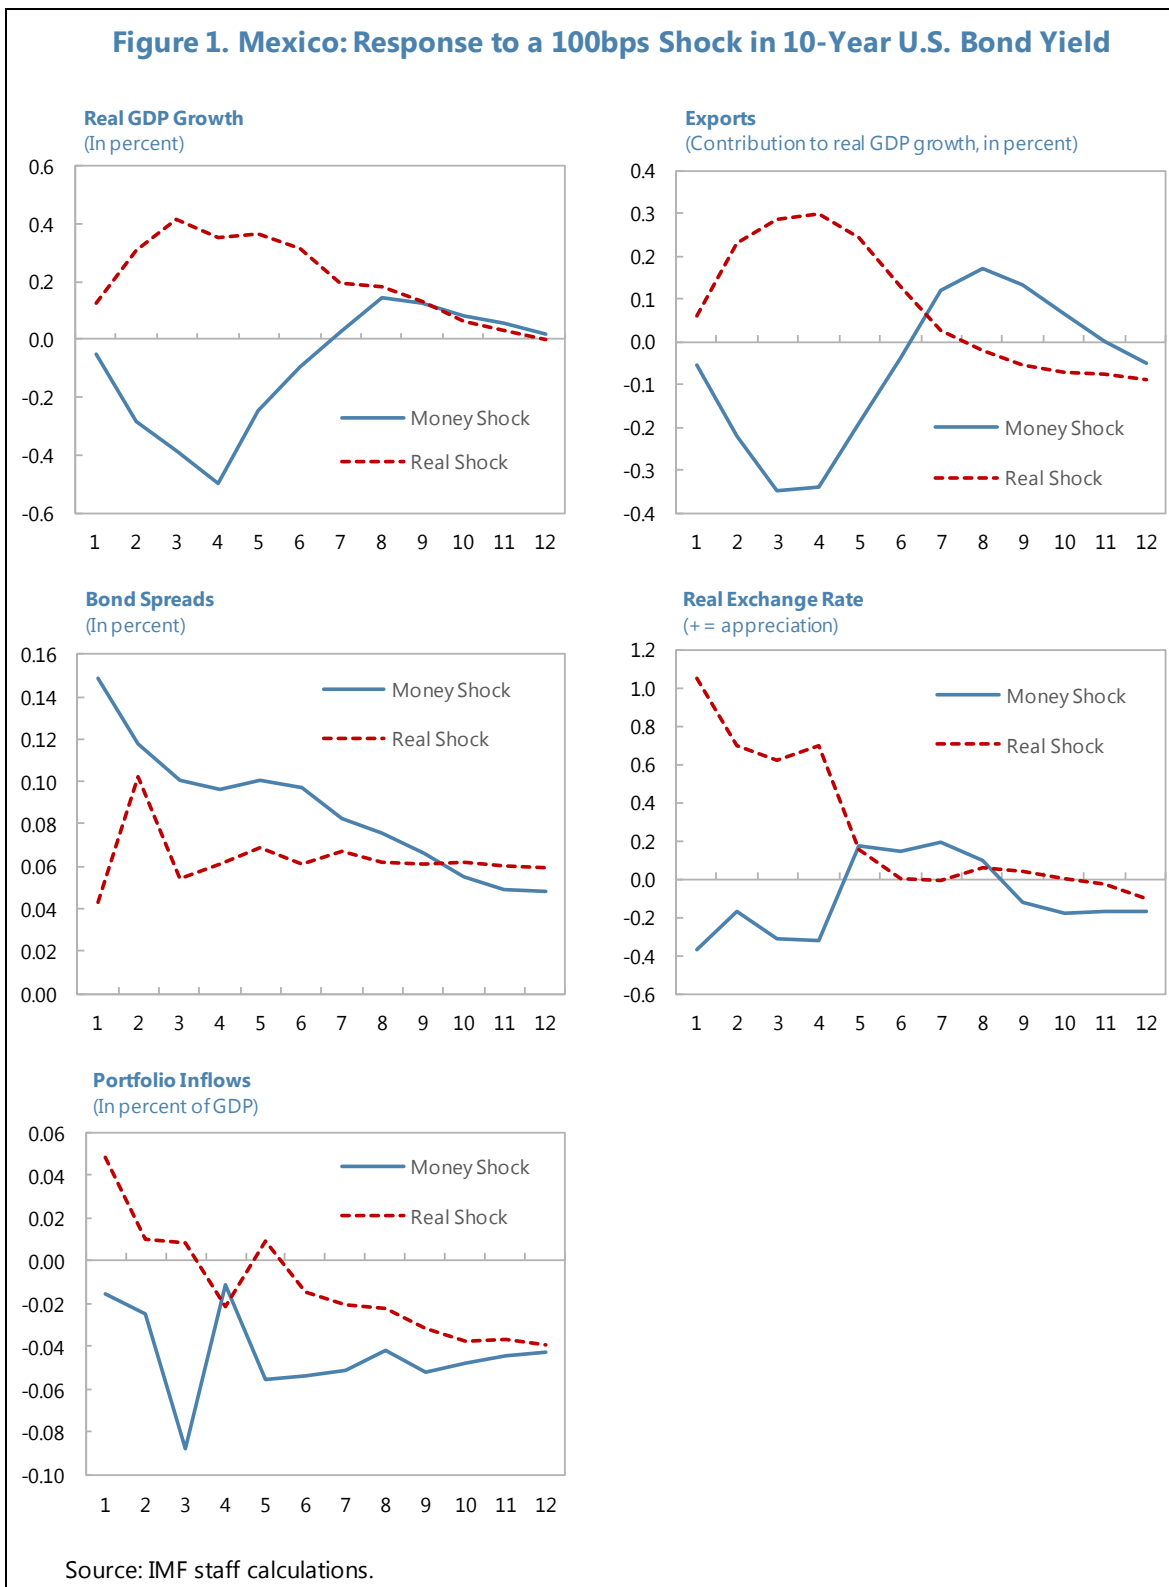 Figure 1. Mexico: Response to a 100bps Shock in 10-Year U.S. Bond Yield
Real GDP Growth
(In percent)
0.6
0.4
0.2
0.0
-0.2
-0.4
-0.6
Money Shock
Real Shock
1 2 3 4 5 6 7 8 9 10 11 12
Exports
(Contribution to real GDP growth, in percent)
0.4
0.3
0.2
0.1
0.0
-0.1
-0.2
-0.3
-0.4
Money Shock
Real Shock
1 2 3 4 5 6 7 8 9 10 11 12
Bond Spreads
(In percent)
0.16
0.14
0.12
0.10
0.08
0.06
0.04
0.02
0.00
Money Shock
Real Shock
1 2 3 4 5 6 7 8 9 10 11 12
Real Exchange Rate
(+ = appreciation)
1.2
1.0
0.8
0.6
0.4
0.2
0.0
-0.2
-0.4
-0.6
Money Shock
Real Shock
1 2 3 4 5 6 7 8 9 10 11 12
Portfolio Inflows
(In percent of GDP)
0.06
0.04
0.02
0.00
-0.02
-0.04
-0.06
-0.08
-0.10
Money Shock
Real Shock
1 2 3 4 5 6 7 8 9 10 11 12
Source: IMF staff calculations.